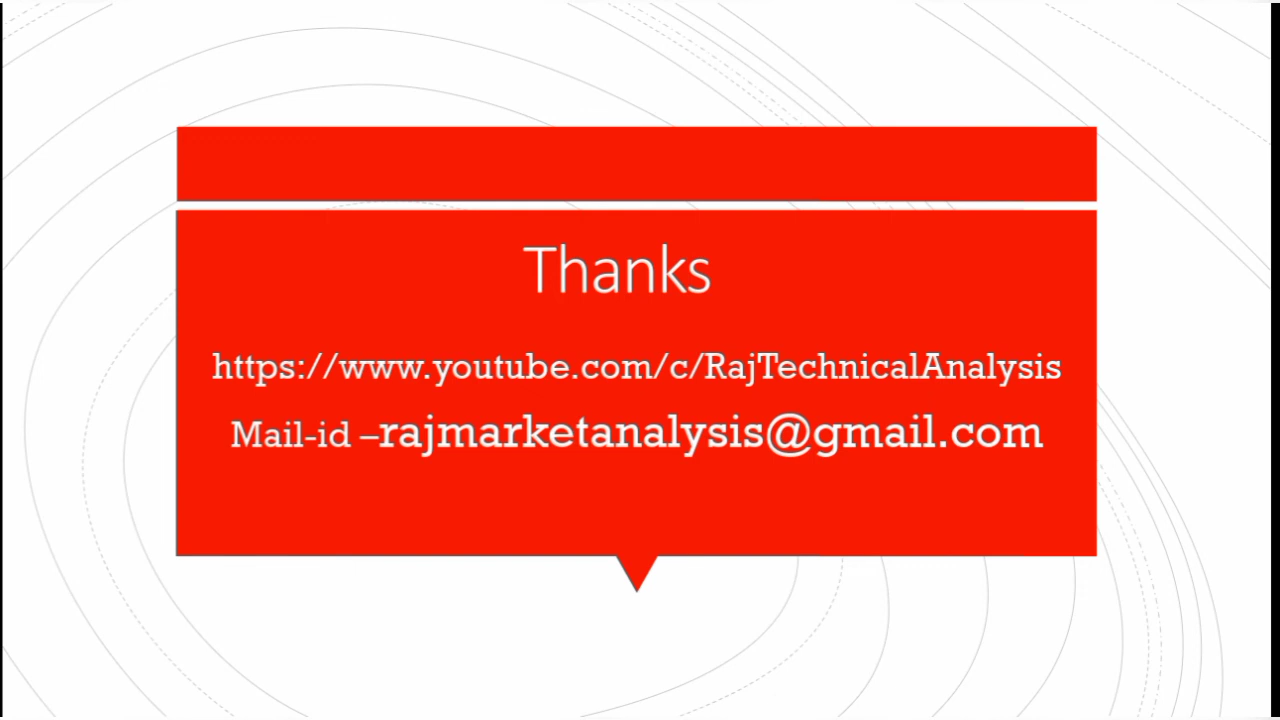 Thanks
https://www.youtube.com/c/RajTechnicalAnalysis
Mail-id –rajmarketanalysis@gmail.com